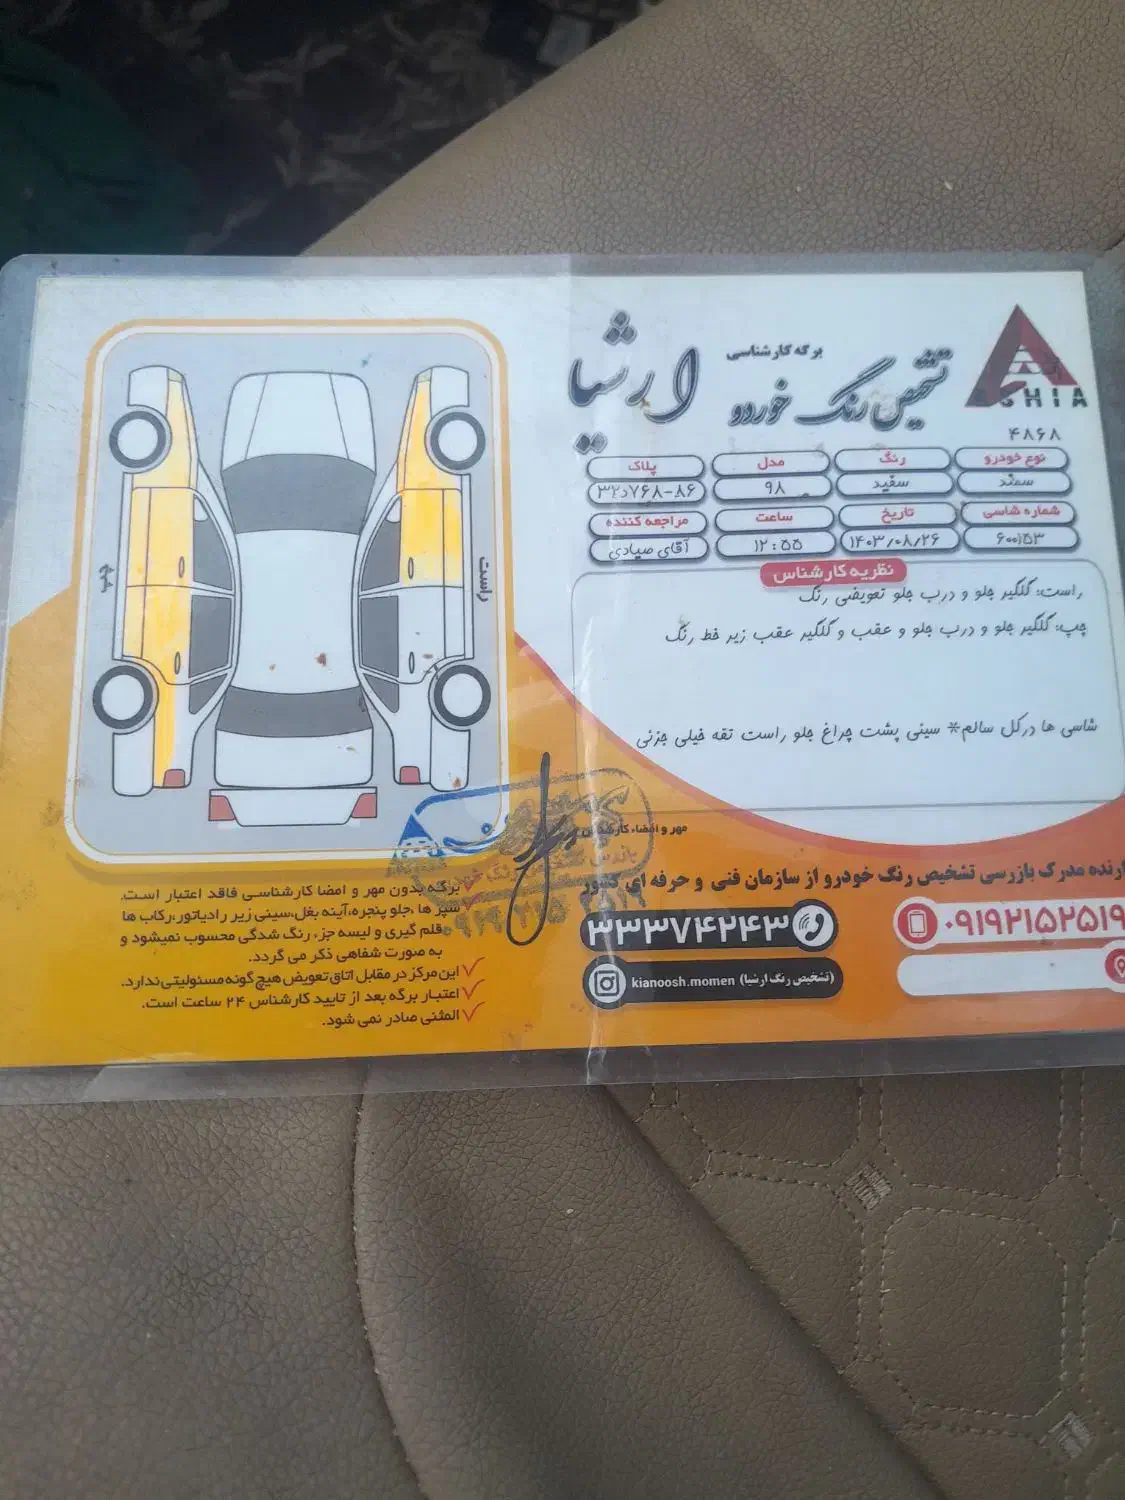 برگه کارشناسی
تشخیص رنگ خودرو ارشیا
ASHIA
۴۸۶۸
نوع خودرو رنگ مدل پلاک
سمند سفید ۹۸
شماره شاسی تاریخ ساعت مراجعه کننده
۶۰۰۱۵۳ ۱۴۰۳/۰۸/۲۶ ۱۲:۵۵ آقای صیادی
نظریه کارشناس
راست: گلگیر جلو و درب جلو تعویضی رنگ
چپ: گلگیر جلو و درب جلو و عقب و گلگیر عقب زیر خط رنگ
شاسی ها درکل سالم* سینی پشت چراغ جلو راست تقه خیلی جزئی
راست
چپ
مهر و امضاء کارشناس
ارنده مدرک بازرسی تشخیص رنگ خودرو از سازمان فنی و حرفه ای کشور
۰۹۱۹۲۱۵۲۵۱۹
۳۳۳۷۴۲۴۳
kianoosh.momen (تشخیص رنگ ارشیا)
برگه بدون مهر و امضا کارشناسی فاقد اعتبار است.
سپر ها ،جلو پنجره،آینه بغل،سینی زیر رادیاتور،رکاب ها
قلم گیری و لیسه جزء رنگ شدگی محسوب نمیشود و
به صورت شفاهی ذکر می گردد.
این مرکز در مقابل اتاق تعویض هیچ گونه مسئولیتی ندارد.
اعتبار برگه بعد از تایید کارشناس ۲۴ ساعت است.
المثنی صادر نمی شود.